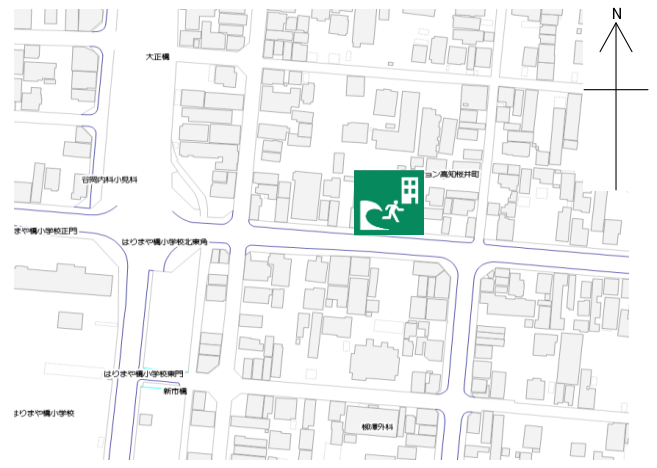 N
大正橋
谷岡内科小児科
ョン高知桜井町
まや橋小学校正門
はりまや橋小学校北東角
はりまや橋小学校東門
新市橋
はりまや橋小学校
柳澤外科